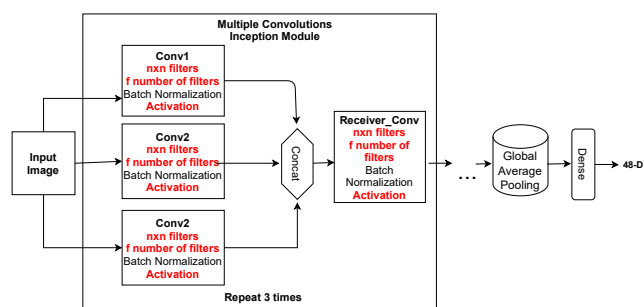 Multiple Convolutions
Inception Module
Conv1
nxn filters
f number of filters
Batch Normalization
Activation
Input
Image
Conv2
nxn filters
f number of filters
Batch Normalization
Activation
Conv2
nxn filters
f number of filters
Batch Normalization
Activation
Concat
Receiver_Conv
nxn filters
f number of
filters
Batch
Normalization
Activation
Repeat 3 times
...
Global
Average
Pooling
Dense
48-D